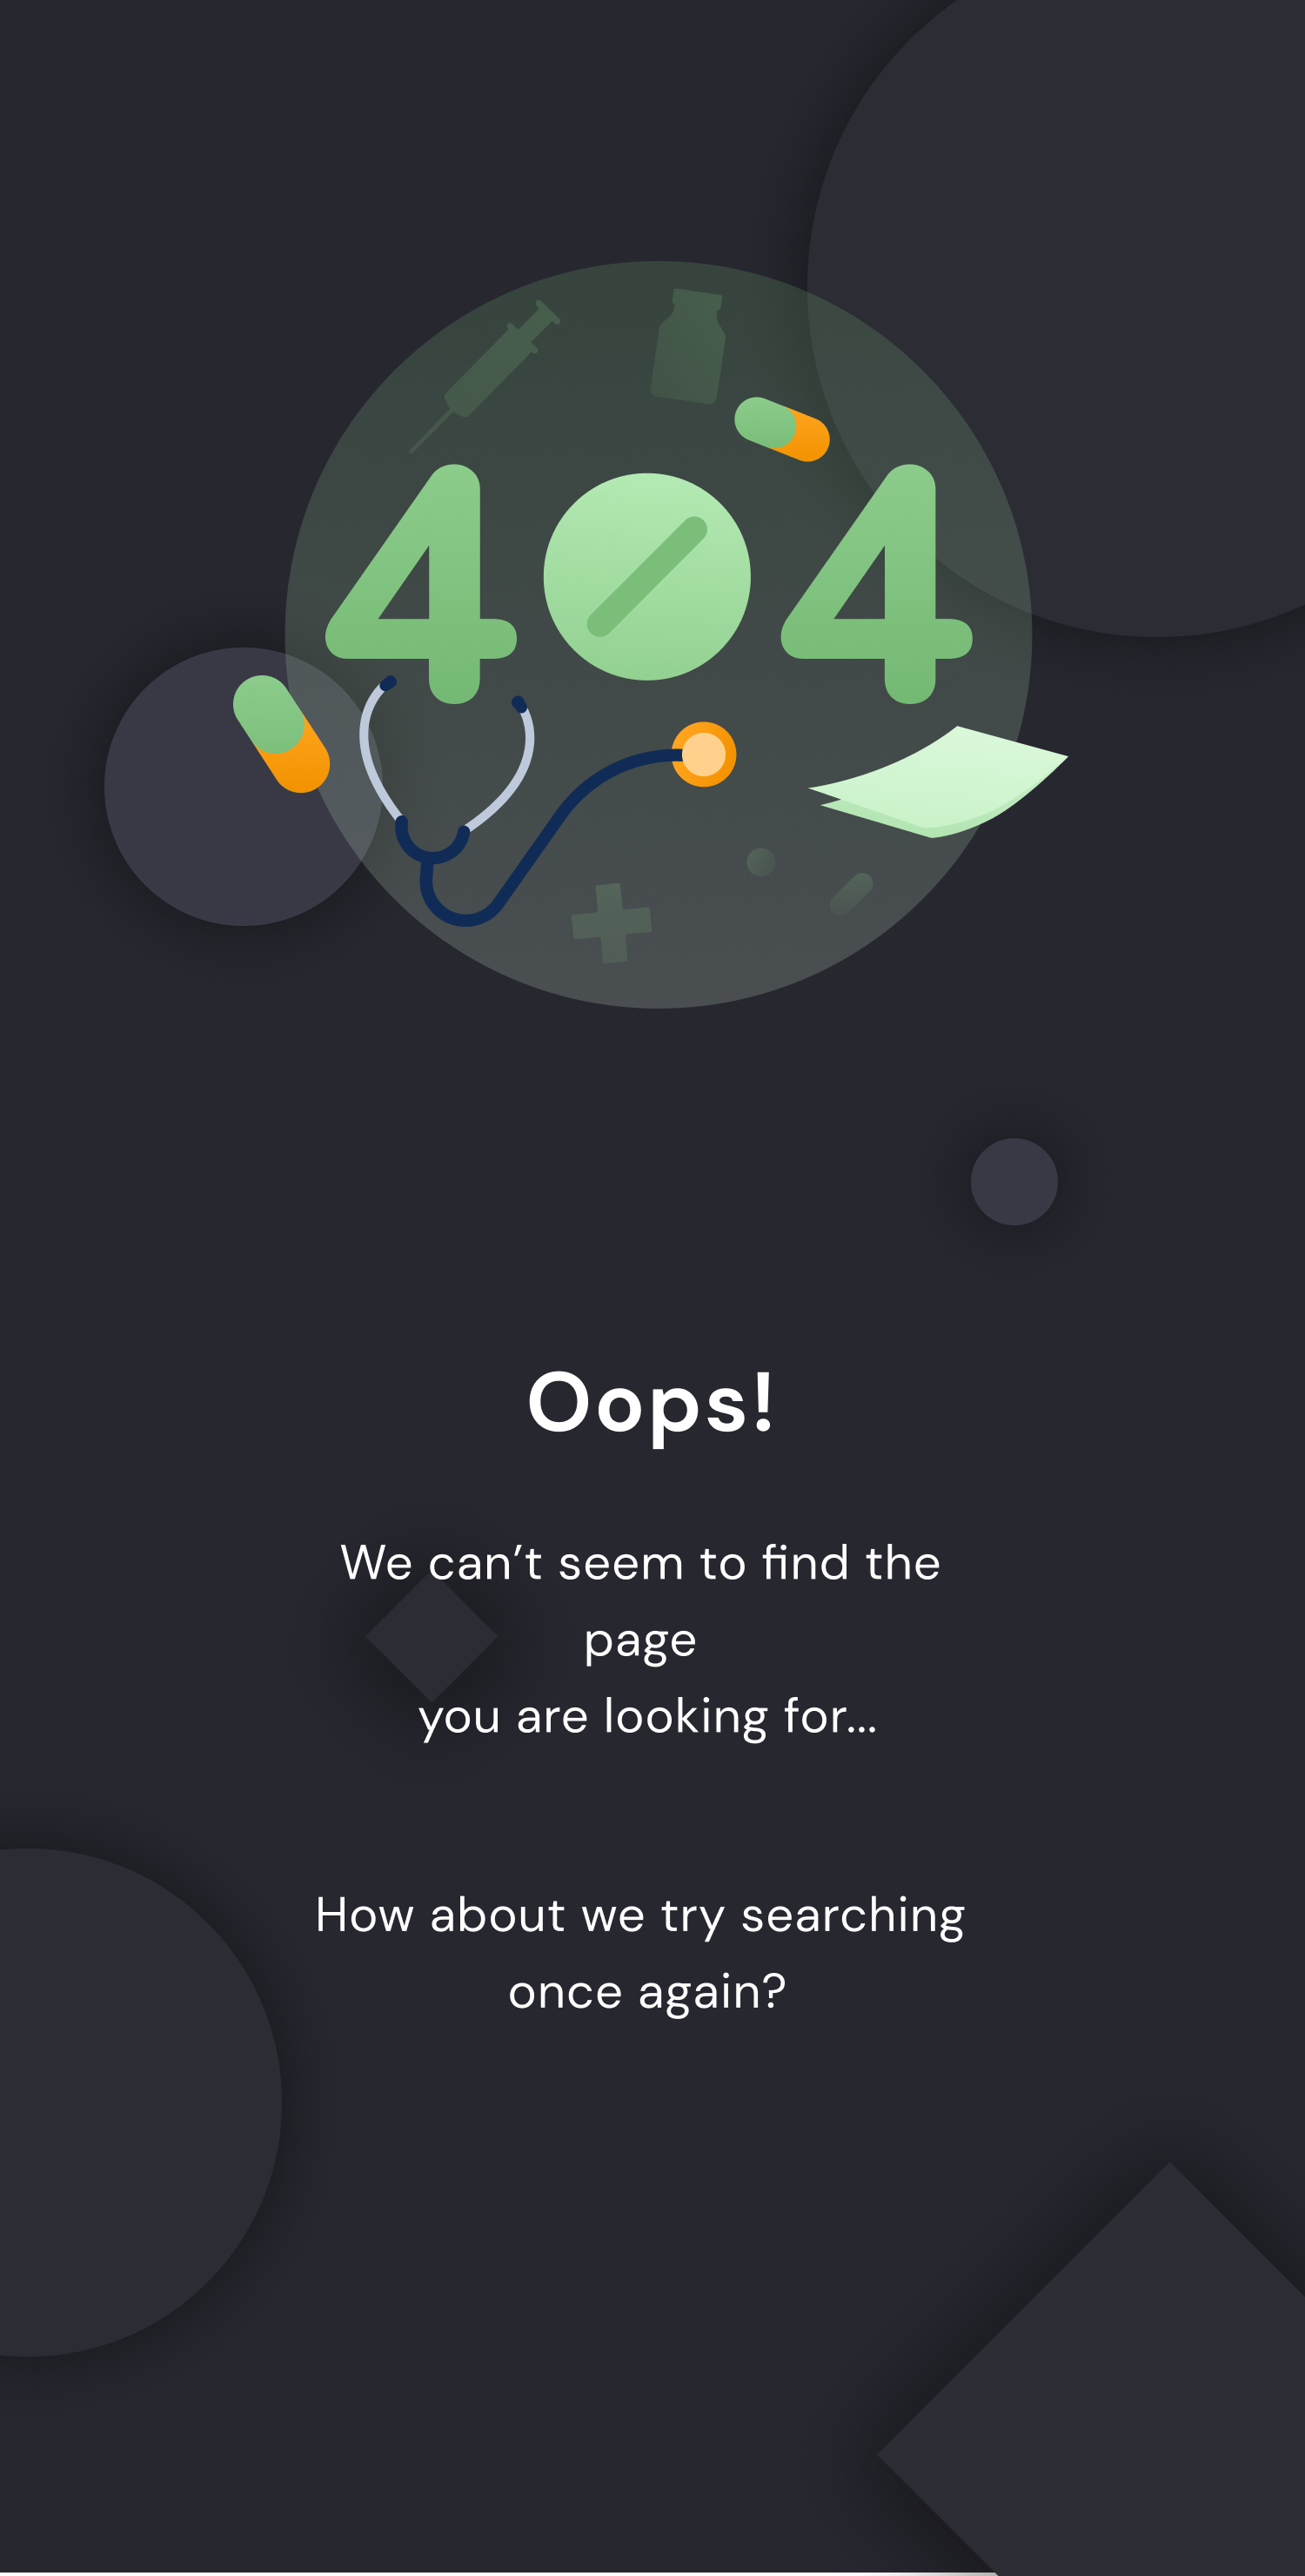 404
Oops!
We can’t seem to find the
page
you are looking for...
How about we try searching
once again?